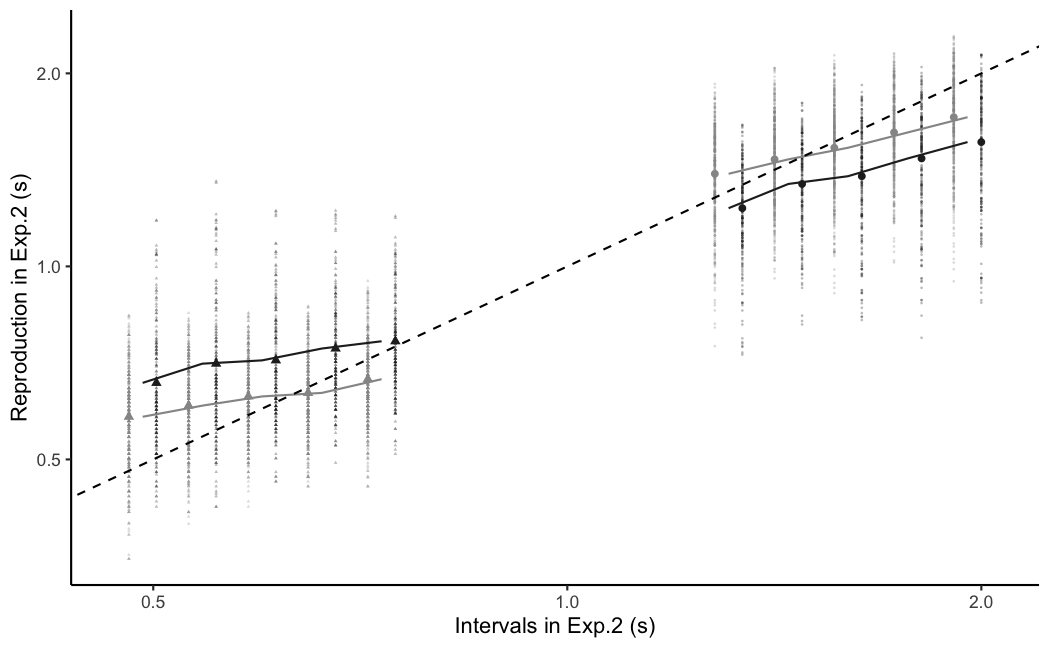 Reproduction in Exp.2 (s)
2.0
1.0
0.5
0.5 1.0 2.0
Intervals in Exp.2 (s)